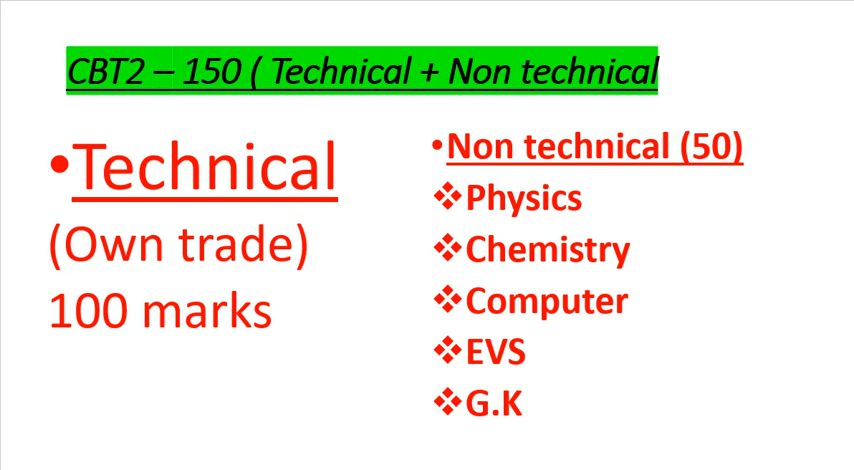 CBT2 – 150 ( Technical + Non technical
•Technical
(Own trade)
100 marks
•Non technical (50)
❖Physics
❖Chemistry
❖Computer
❖EVS
❖G.K